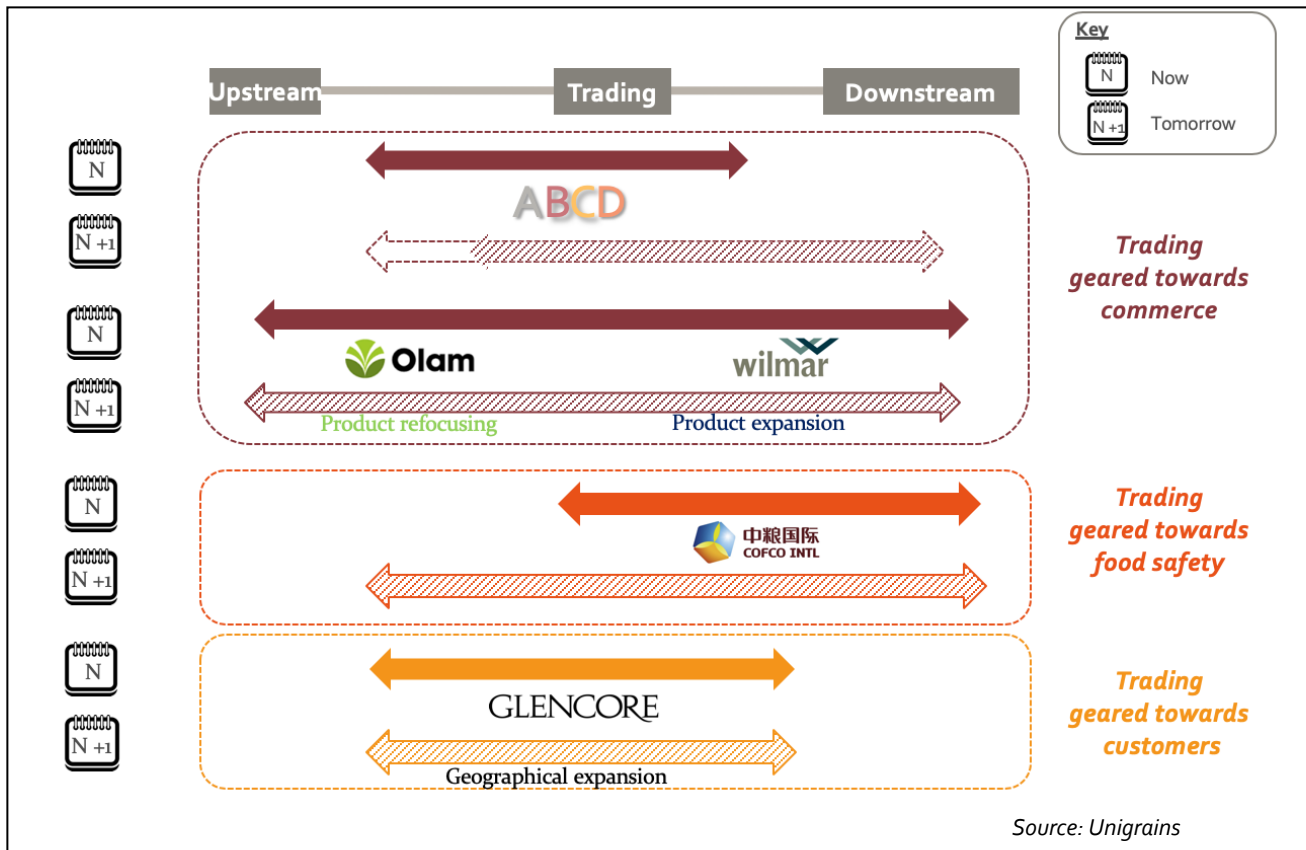 Key
N
Now
N +1
Tomorrow
Upstream
Trading
Downstream
N
ABCD
N +1
Trading
geared towards
commerce
N
Olam
wilmar
N +1
Product refocusing
Product expansion
N
中粮国际
COFCO INTL
N +1
Trading
geared towards
food safety
N
GLENCORE
N +1
Geographical expansion
Trading
geared towards
customers
Source: Unigrains